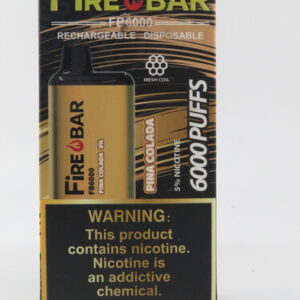 FIRE BAR
FB6000
RECHARGEABLE DISPOSABLE
MESH COIL
FIRE BAR
FB6000
PINA COLADA 5%
PINA COLADA
5% NICOTINE
6000 PUFFS
WARNING:
This product
contains nicotine.
Nicotine is
an addictive
chemical.